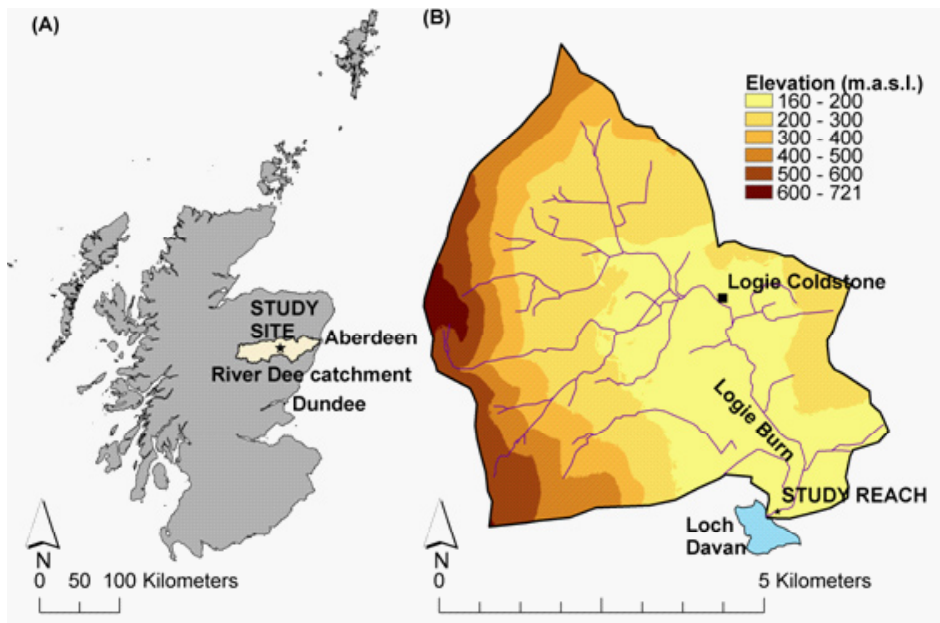 (A)
STUDY
SITE
Aberdeen
River Dee catchment
Dundee
N
0 50 100 Kilometers
(B)
Elevation (m.a.s.l.)
160 - 200
200 - 300
300 - 400
400 - 500
500 - 600
600 - 721
Logie Coldstone
Logie Burn
STUDY REACH
Loch
Davan
N
0 5 Kilometers